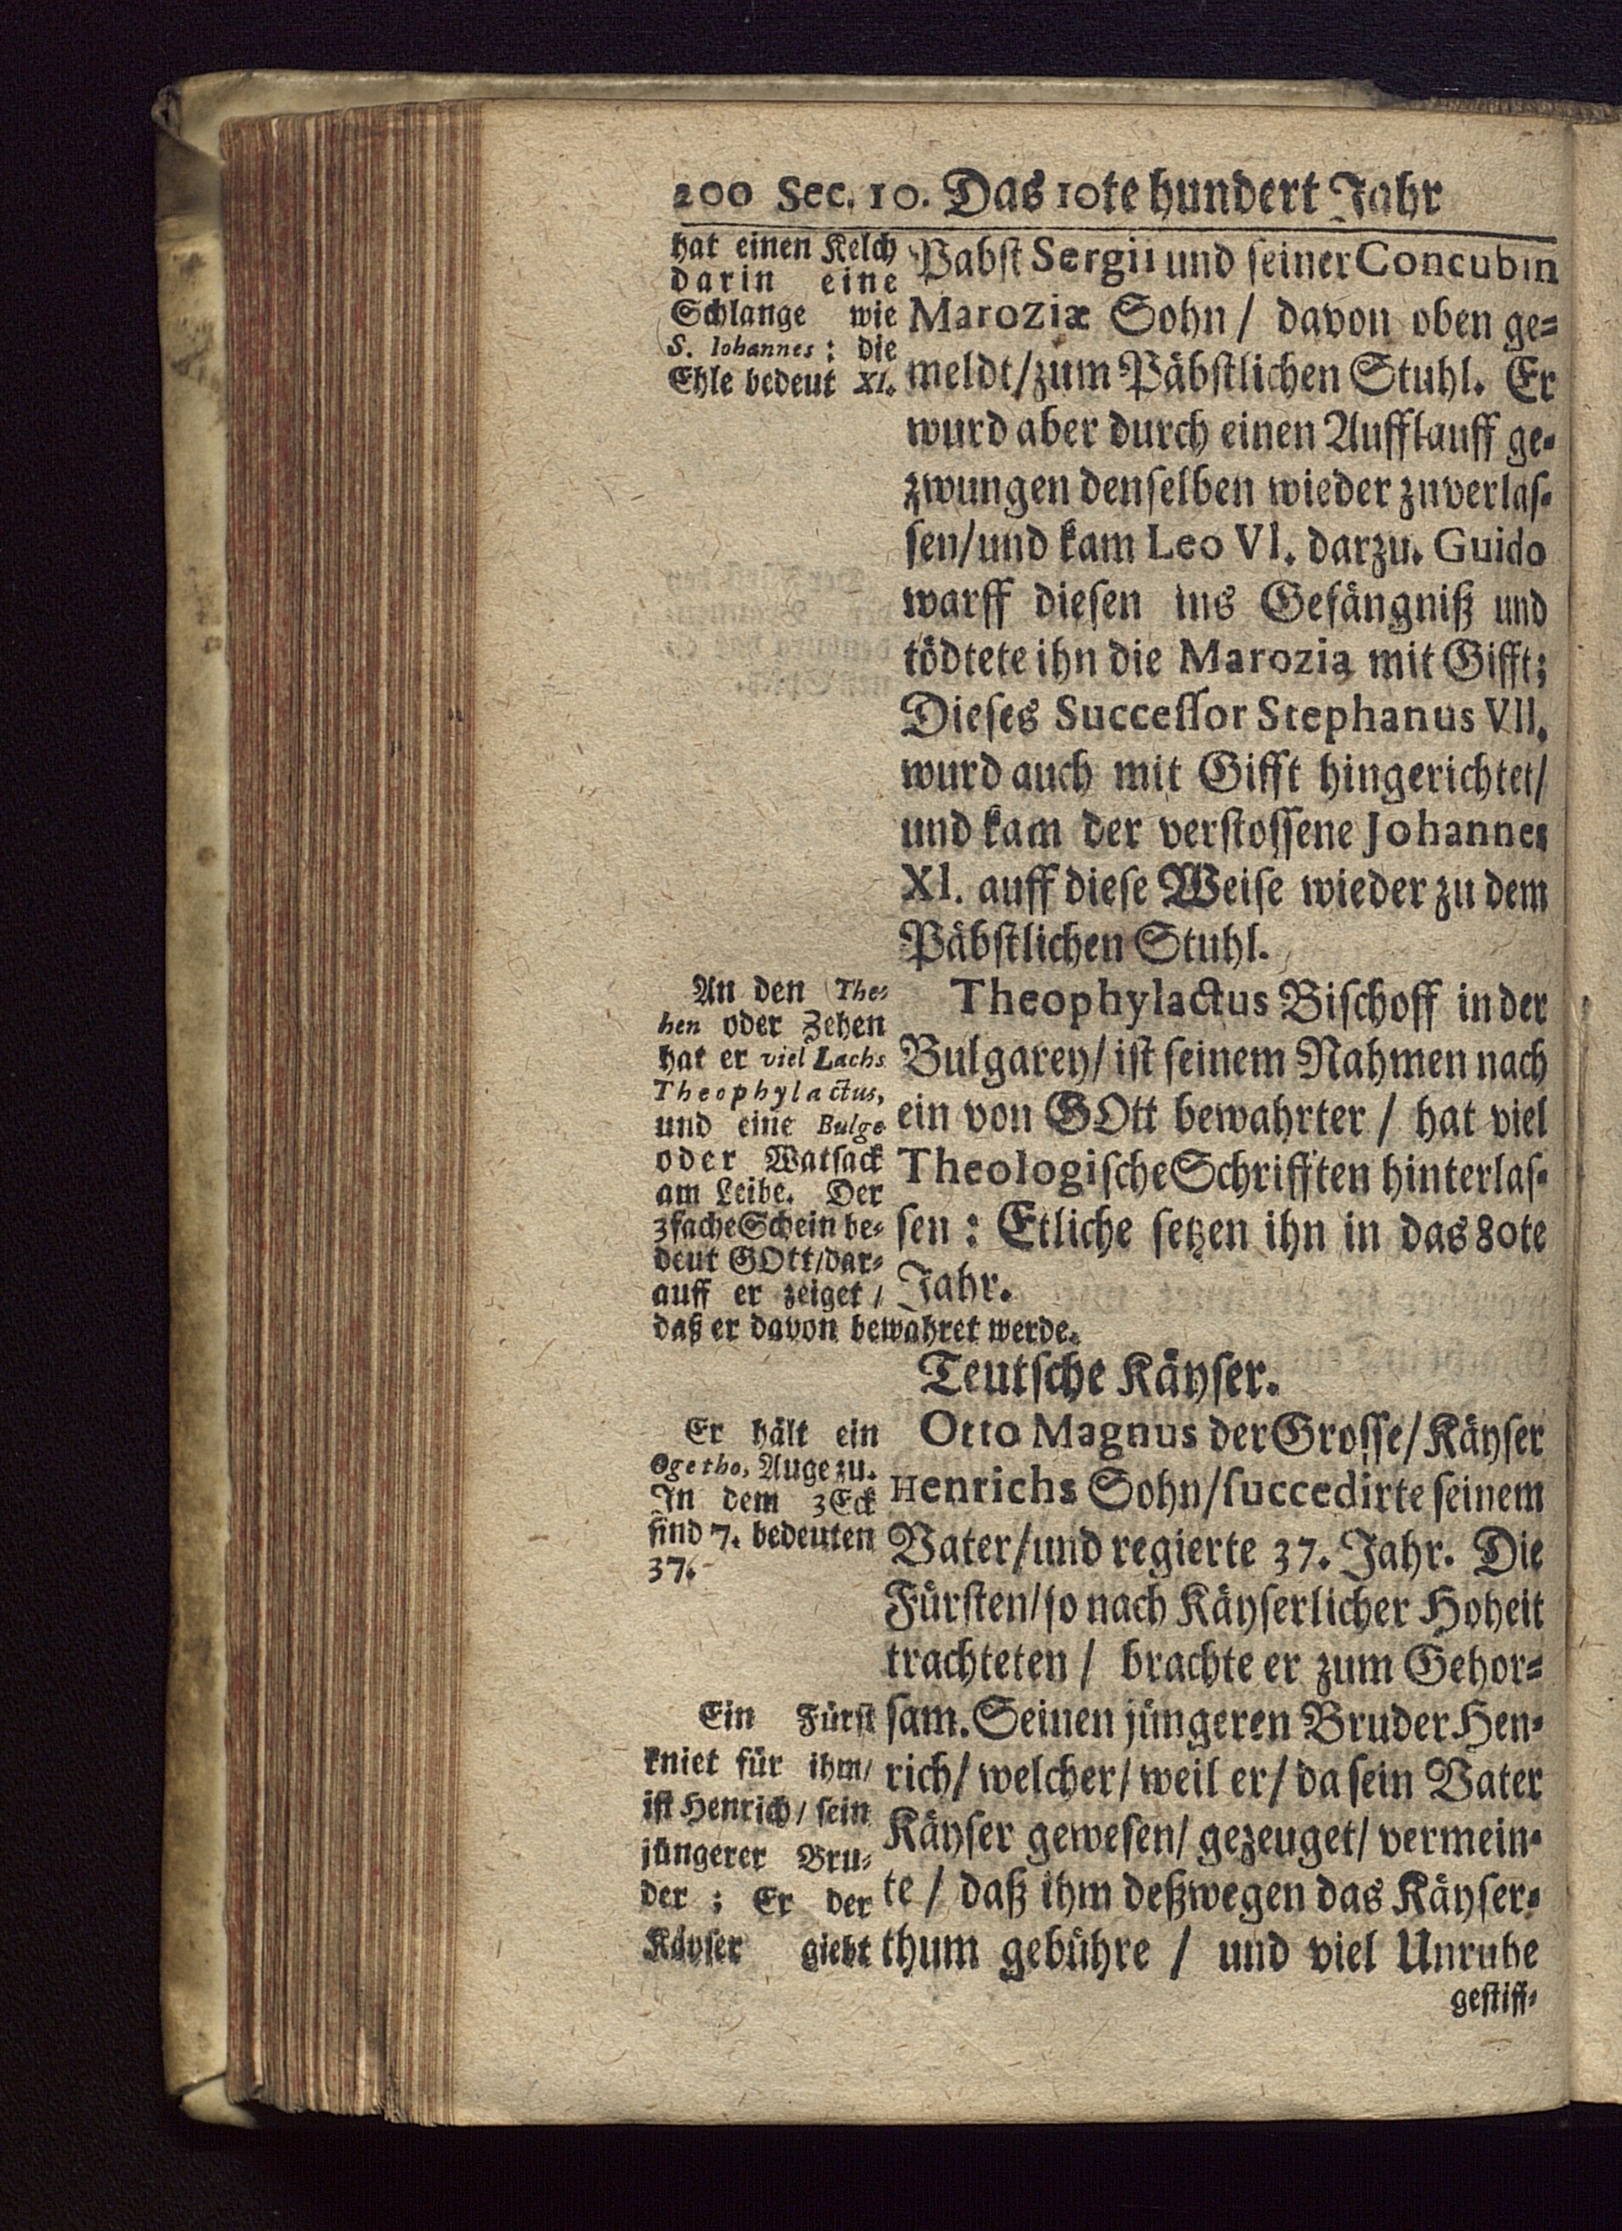 200 Sec. 10. Das 10te hundert Jahr
hat einen Kelch
darin eine
Schlange wie
S. Iohannes: die
Ehle bedeut XI.
Pabst Sergii und seiner Concubin
Maroziæ Sohn / davon oben ge-
meldt/zum Päbstlichen Stuhl. Er
wurd aber durch einen Aufflauff ge-
zwungen denselben wieder zuverlas-
sen/und kam Leo VI. darzu. Guido
warff diesen ins Gefängniß und
tödtete ihn die Marozia mit Gifft;
Dieses Successor Stephanus VII.
wurd auch mit Gifft hingerichtet/
und kam der verstossene Johannes
XI. auff diese Weise wieder zu dem
Päbstlichen Stuhl.
An den The-
hen oder Zehen
hat er viel Lachs
Theophylactus,
und eine Bulge
oder Watsack
am Leibe. Der
3fache Schein be-
deut GOtt/dar-
auff er zeiget /
daß er davon bewahret werde.
Theophylactus Bischoff in der
Bulgarey/ ist seinem Nahmen nach
ein von GOtt bewahrter / hat viel
Theologische Schrifften hinterlas-
sen: Etliche setzen ihn in das 80te
Jahr.
Teutsche Käyser.
Er hält ein
Ogetho, Auge zu.
In dem 3Eck
sind 7. bedeuten
37.
Otto Magnus der Grosse/Käyser
Henrichs Sohn/succedirte seinem
Vater/und regierte 37. Jahr. Die
Fürsten/so nach Käyserlicher Hoheit
trachteten / brachte er zum Gehor-
sam. Seinen jüngeren Bruder Hen-
rich/ welcher/ weil er/ da sein Vater
Käyser gewesen/ gezeuget/ vermein-
te / daß ihm deßwegen das Käyser-
thum gebühre / und viel Unruhe
Ein Fürst
kniet für ihm/
ist Henrich/ sein
jüngerer Bru-
der ; Er der
Käyser giebt
gestiff-